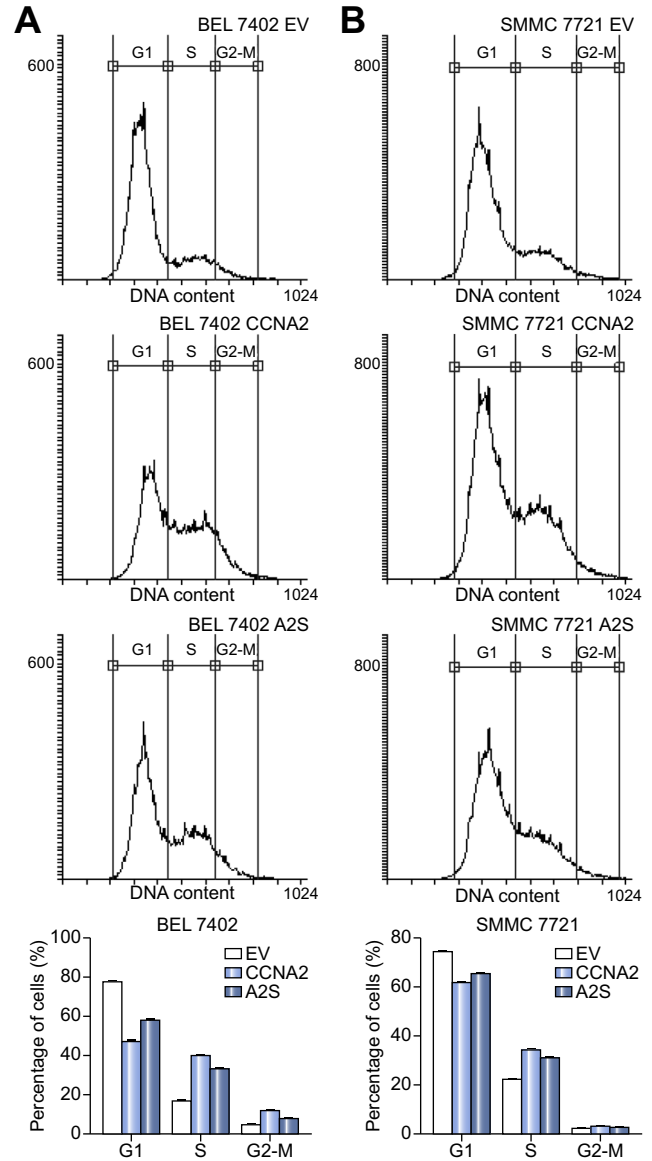 A
BEL 7402 EV
600
G1 S G2-M
DNA content 1024
BEL 7402 CCNA2
600
G1 S G2-M
DNA content 1024
BEL 7402 A2S
600
G1 S G2-M
DNA content 1024
BEL 7402
Percentage of cells (%)
100
80
60
40
20
0
EV
CCNA2
A2S
G1 S G2-M
B
SMMC 7721 EV
800
G1 S G2-M
DNA content 1024
SMMC 7721 CCNA2
800
G1 S G2-M
DNA content 1024
SMMC 7721 A2S
800
G1 S G2-M
DNA content 1024
SMMC 7721
Percentage of cells (%)
80
60
40
20
0
EV
CCNA2
A2S
G1 S G2-M